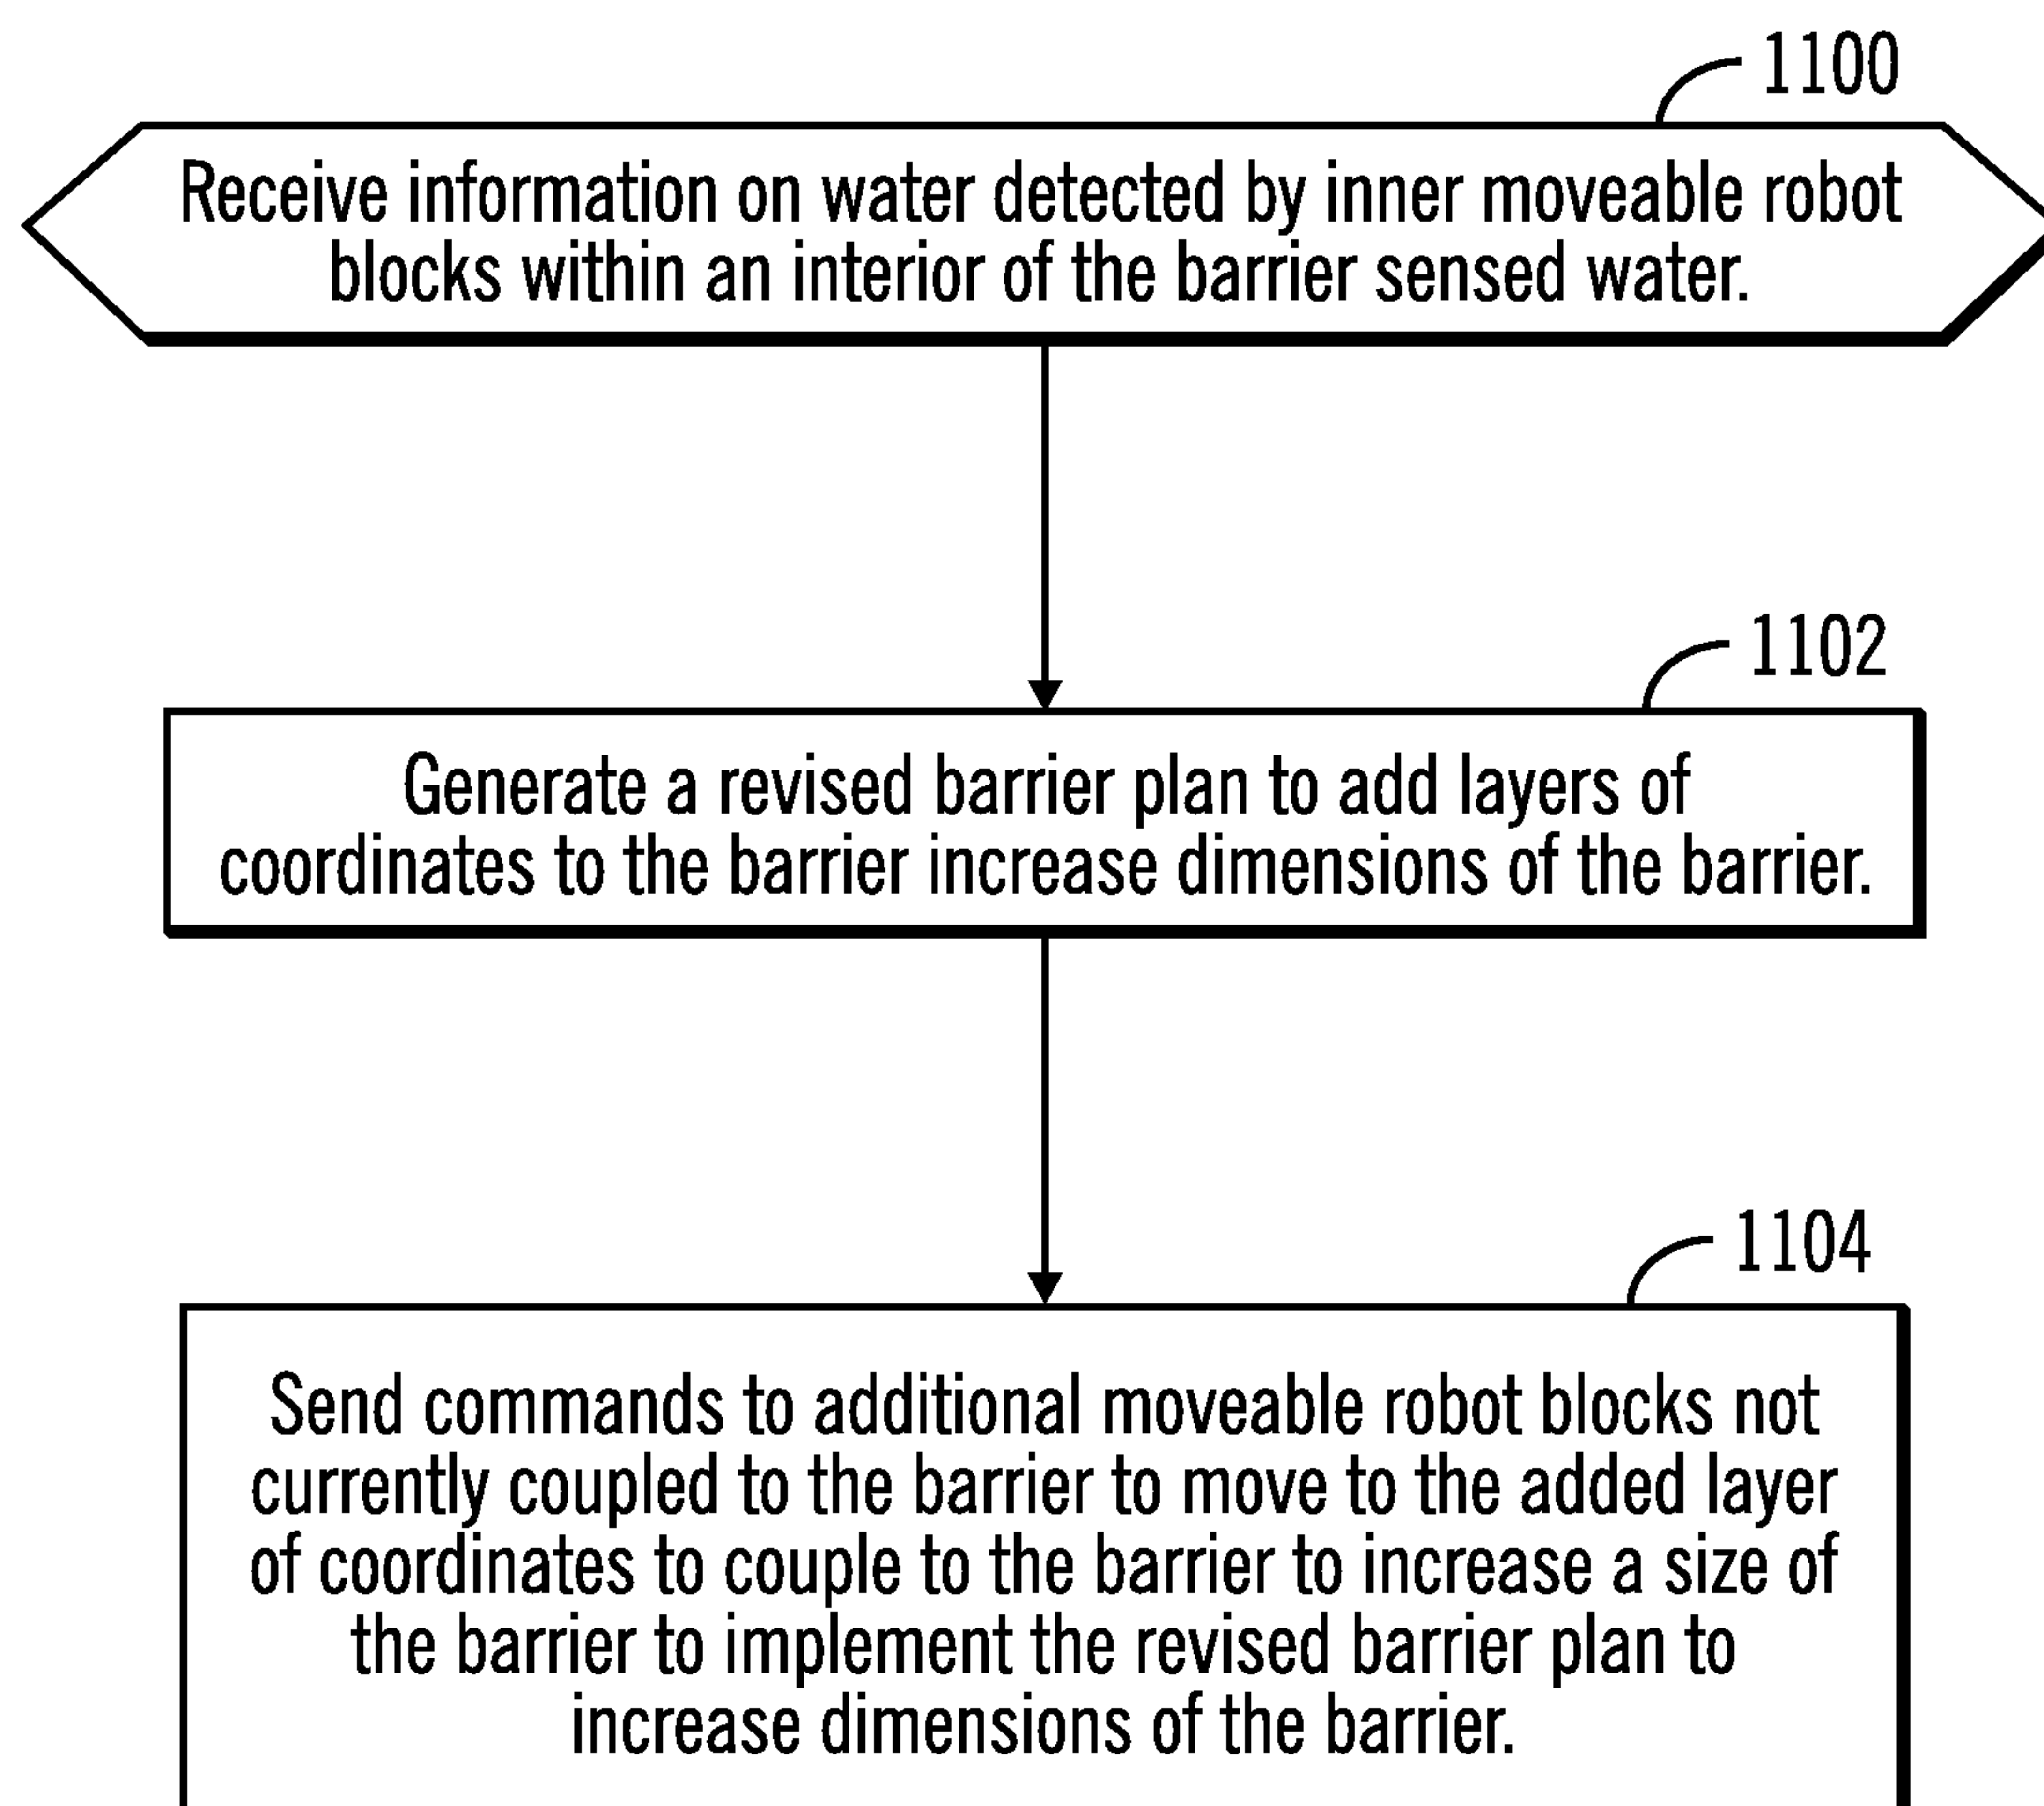 1100
Receive information on water detected by inner moveable robot
blocks within an interior of the barrier sensed water.
1102
Generate a revised barrier plan to add layers of
coordinates to the barrier increase dimensions of the barrier.
1104
Send commands to additional moveable robot blocks not
currently coupled to the barrier to move to the added layer
of coordinates to couple to the barrier to increase a size of
the barrier to implement the revised barrier plan to
increase dimensions of the barrier.